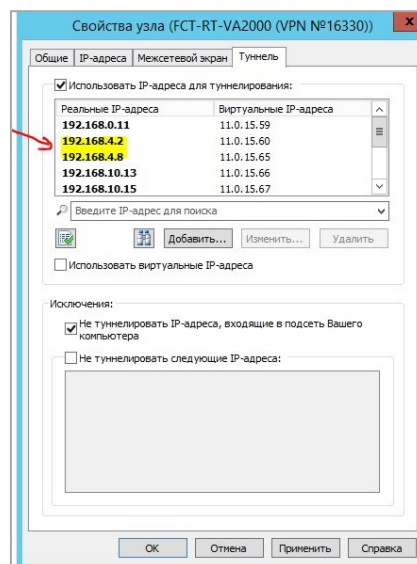 Свойства узла (FCT-RT-VA2000 (VPN №16330))
x
Общие IP-адреса Межсетевой экран Туннель
Использовать IP-адреса для туннелирования:
Реальные IP-адреса Виртуальные IP-адреса
192.168.0.11 11.0.15.59
192.168.4.2 11.0.15.60
192.168.4.8 11.0.15.65
192.168.10.13 11.0.15.66
192.168.10.15 11.0.15.67
Введите IP-адрес для поиска
Добавить... Изменить... Удалить
Использовать виртуальные IP-адреса
Исключения:
Не туннелировать IP-адреса, входящие в подсеть Вашего
компьютера
Не туннелировать следующие IP-адреса:
ОК Отмена Применить Справка